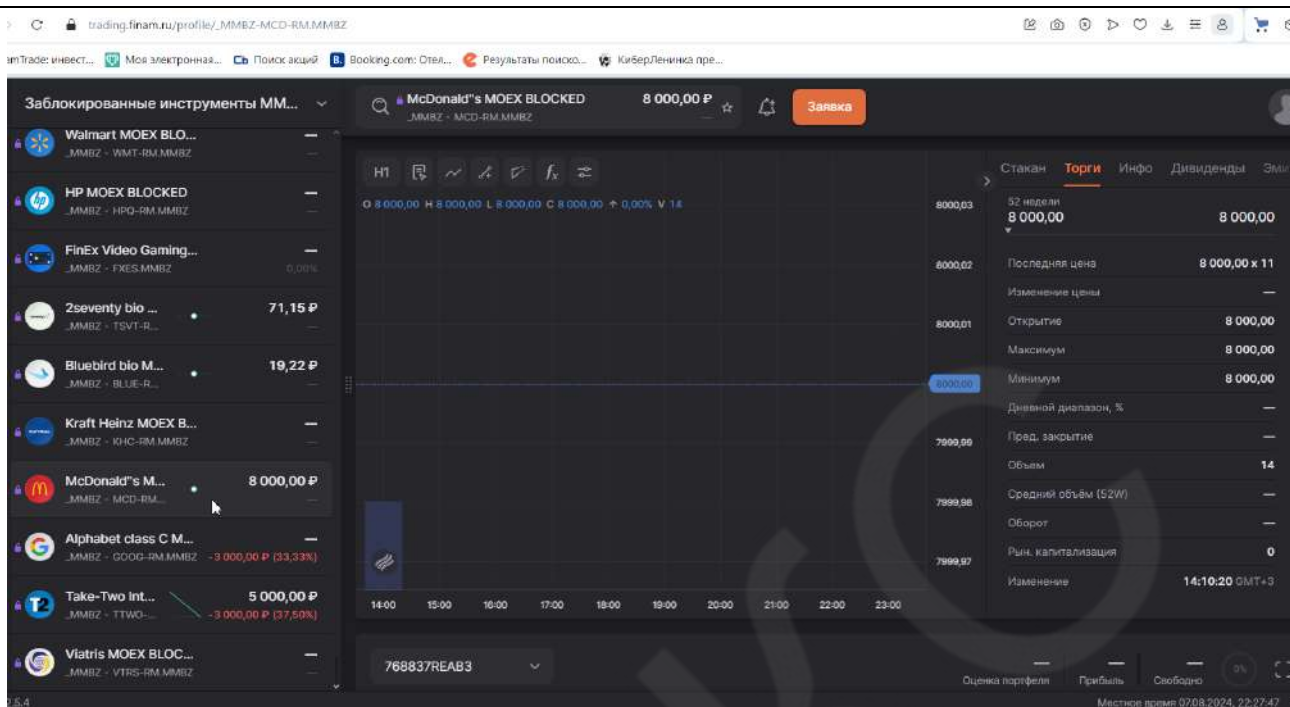 trading.finam.ru/profile/_MMBZ-MCD-RM.MMBZ
amTrade: инвест... Моя электронная... Поиск акций Booking.com: Отел... Результаты поиско... КиберЛенинка пре...
Заблокированные инструменты ММ...
Walmart MOEX BLO... —
_MMBZ - WMT-RM.MMBZ —
HP MOEX BLOCKED —
_MMBZ - HPQ-RM.MMBZ —
FinEx Video Gaming... —
_MMBZ - FXES.MMBZ 0,00%
2seventy bio ... 71,15 ₽
_MMBZ - TSVT-R... —
Bluebird bio M... 19,22 ₽
_MMBZ - BLUE-R... —
Kraft Heinz MOEX B... —
_MMBZ - KHC-RM.MMBZ —
McDonald"s M... 8 000,00 ₽
_MMBZ - MCD-RM... —
Alphabet class C M... —
_MMBZ - GOOG-RM.MMBZ -3 000,00 ₽ (33,33%)
Take-Two Int... 5 000,00 ₽
_MMBZ - TTWO-... -3 000,00 ₽ (37,50%)
Viatris MOEX BLOC... —
_MMBZ - VTRS-RM.MMBZ —
2.5.4
McDonald"s MOEX BLOCKED 8 000,00 ₽
_MMBZ - MCD-RM.MMBZ —
Заявка
H1
O 8 000,00 H 8 000,00 L 8 000,00 C 8 000,00 ↑ 0,00% V 14
8000,03
8000,02
8000,01
8000,00
7999,99
7999,98
7999,97
14:00 15:00 16:00 17:00 18:00 19:00 20:00 21:00 22:00 23:00
Стакан Торги Инфо Дивиденды Эми
52 недели
8 000,00 8 000,00
Последняя цена 8 000,00 x 11
Изменение цены —
Открытие 8 000,00
Максимум 8 000,00
Минимум 8 000,00
Дневной диапазон, % —
Пред. закрытие —
Объем 14
Средний объём (52W) —
Оборот —
Рын. капитализация 0
Изменение 14:10:20 GMT+3
768837REAB3
— — — 0%
Оценка портфеля Прибыль Свободно
Местное время 07.08.2024, 22:27:47